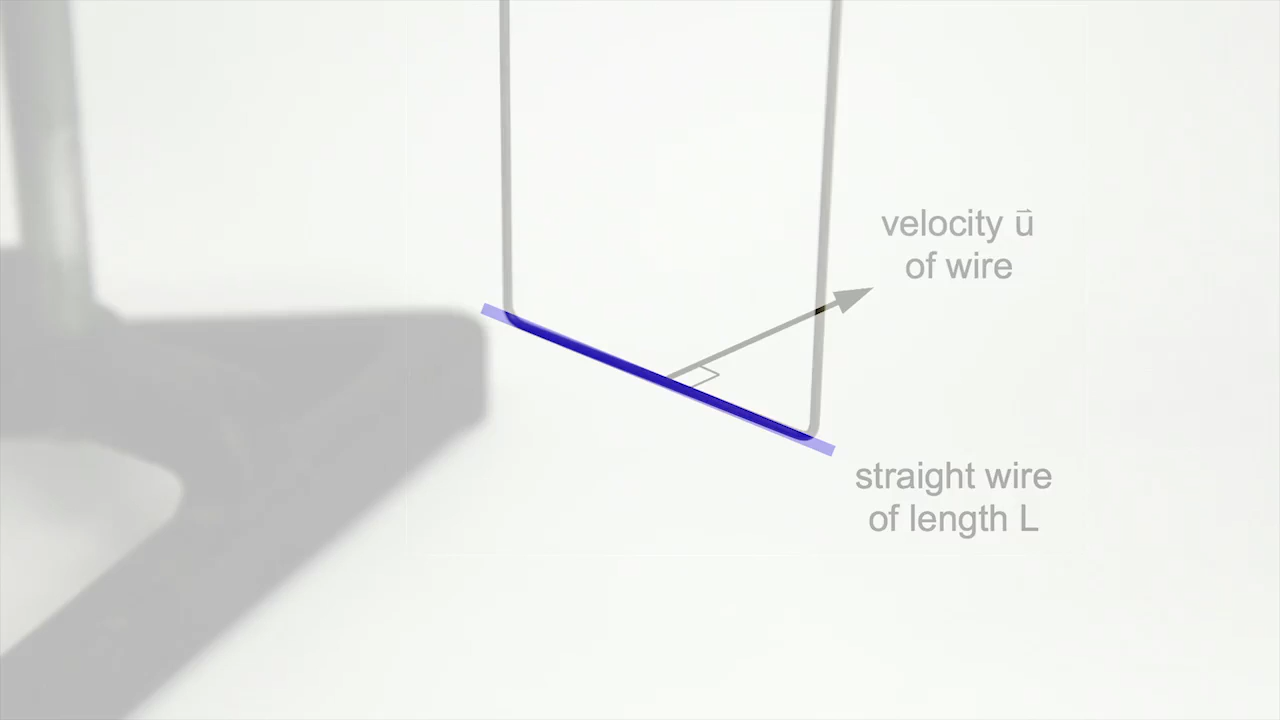 velocity u⃗
of wire
straight wire
of length L